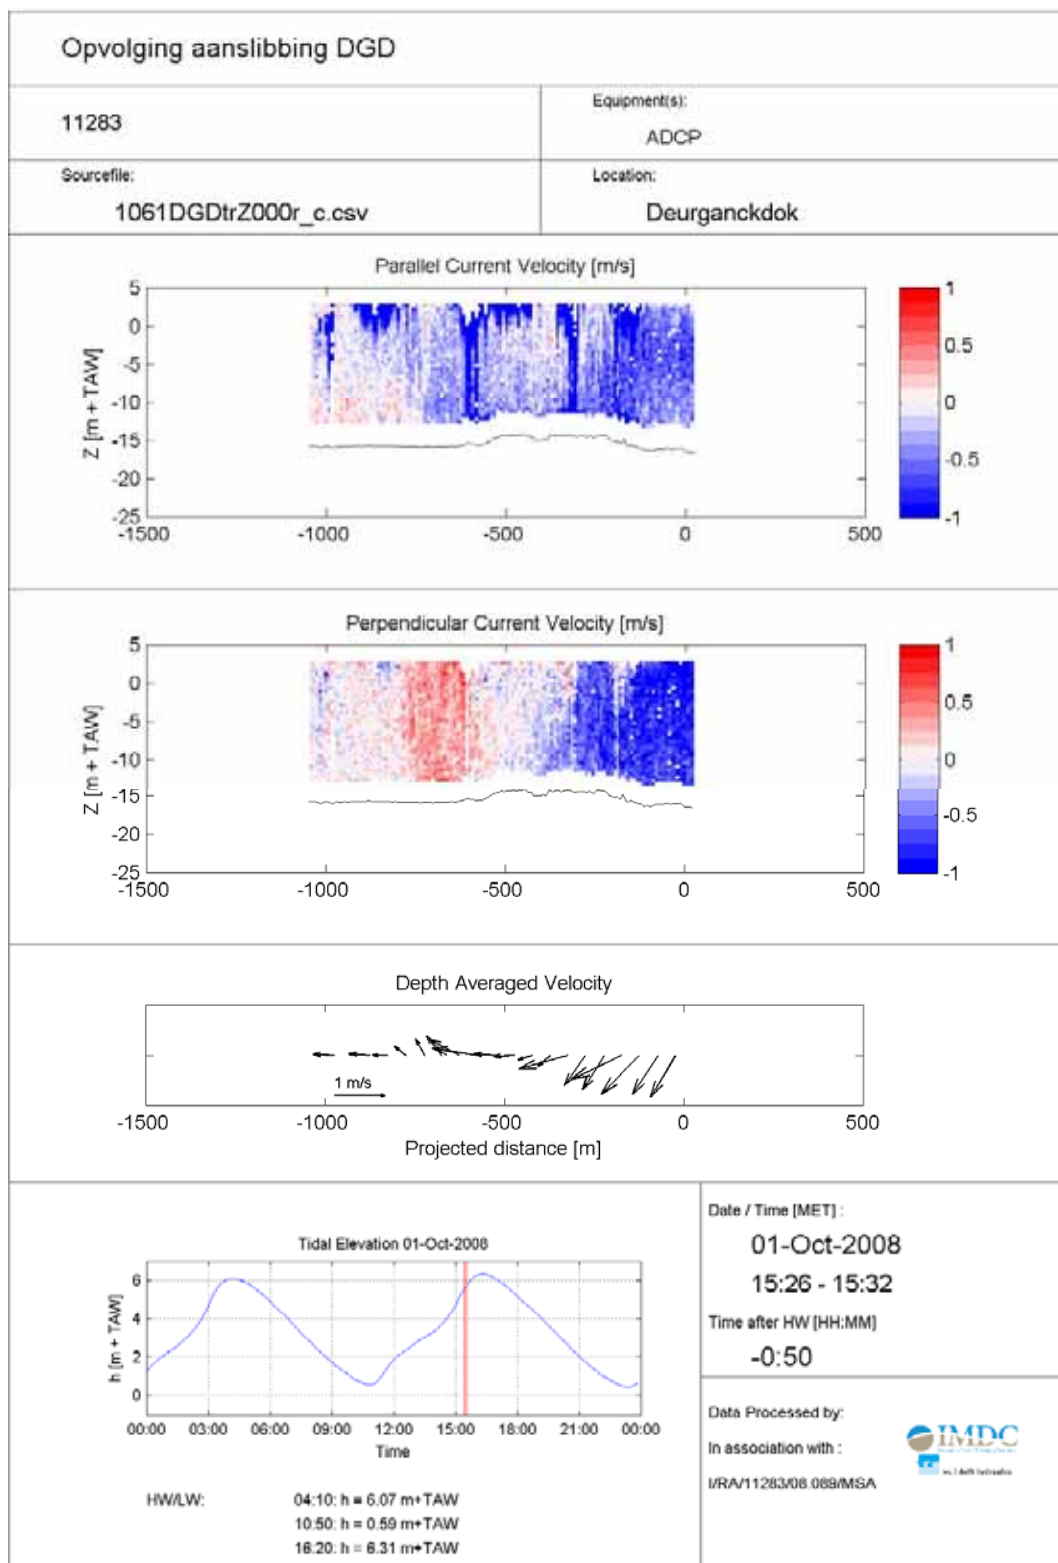 Opvolging aanslibbing DGD
11283
Equipment(s):
ADCP
Sourcefile:
1061DGDtrZ000r_c.csv
Location:
Deurganckdok
Parallel Current Velocity [m/s]
Z [m + TAW]
5
0
-5
-10
-15
-20
-25
-1500
-1000
-500
0
500
1
0.5
0
-0.5
-1
Perpendicular Current Velocity [m/s]
Z [m + TAW]
5
0
-5
-10
-15
-20
-25
-1500
-1000
-500
0
500
1
0.5
0
-0.5
-1
Depth Averaged Velocity
1 m/s
-1500
-1000
-500
0
500
Projected distance [m]
Tidal Elevation 01-Oct-2008
h [m + TAW]
6
4
2
0
00:00
03:00
06:00
09:00
12:00
15:00
18:00
21:00
00:00
Time
HW/LW:
04:10: h = 6.07 m+TAW
10:50: h = 0.59 m+TAW
16:20: h = 6.31 m+TAW
Date / Time [MET] :
01-Oct-2008
15:26 - 15:32
Time after HW [HH:MM]
-0:50
Data Processed by:
IMDC
In association with :
wl | delft hydraulics
I/RA/11283/08.089/MSA